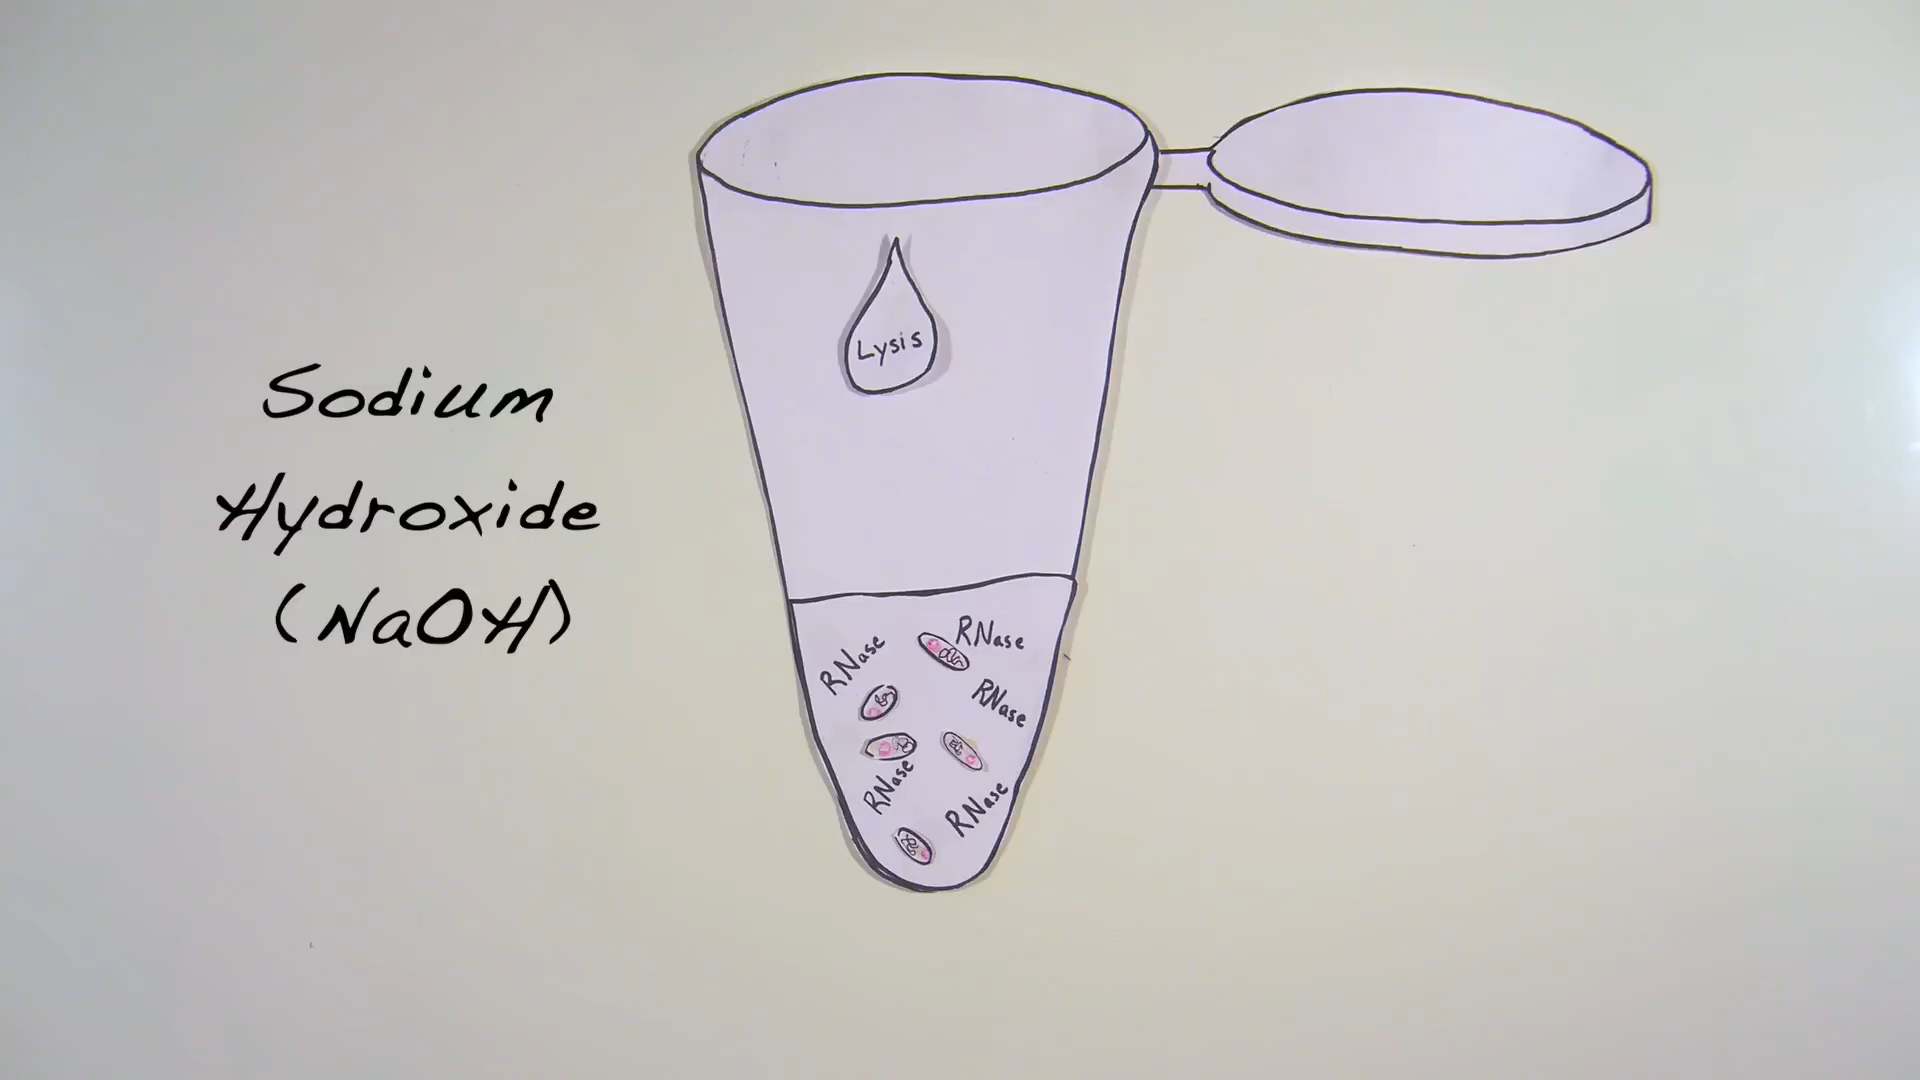 Sodium
Hydroxide
(NaOH)
Lysis
RNase
RNase
RNase
RNase
RNase